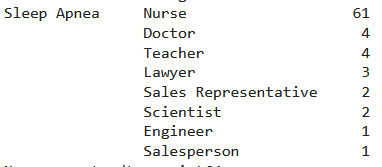 Sleep Apnea Nurse 61
Doctor 4
Teacher 4
Lawyer 3
Sales Representative 2
Scientist 2
Engineer 1
Salesperson 1